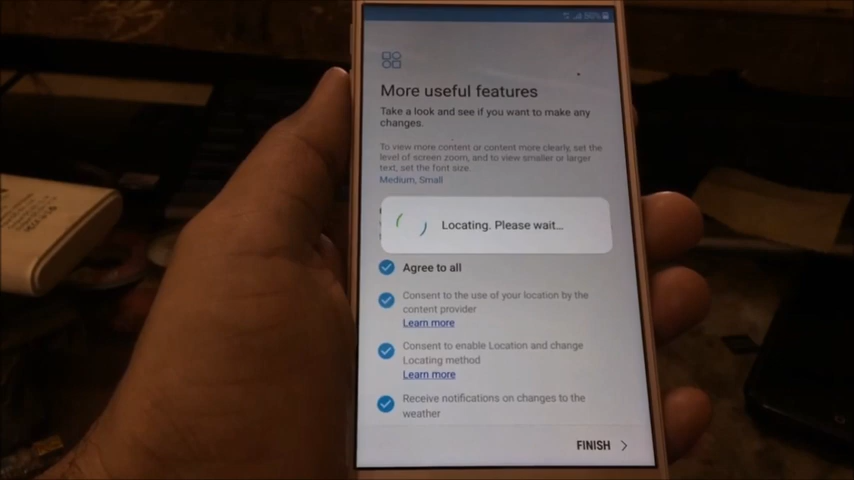 56%
More useful features
Take a look and see if you want to make any
changes.
To view more content or content more clearly, set the
level of screen zoom, and to view smaller or larger
text, set the font size.
Medium, Small
Locating. Please wait...
Agree to all
Consent to the use of your location by the
content provider
Learn more
Consent to enable Location and change
Locating method
Learn more
Receive notifications on changes to the
weather
FINISH